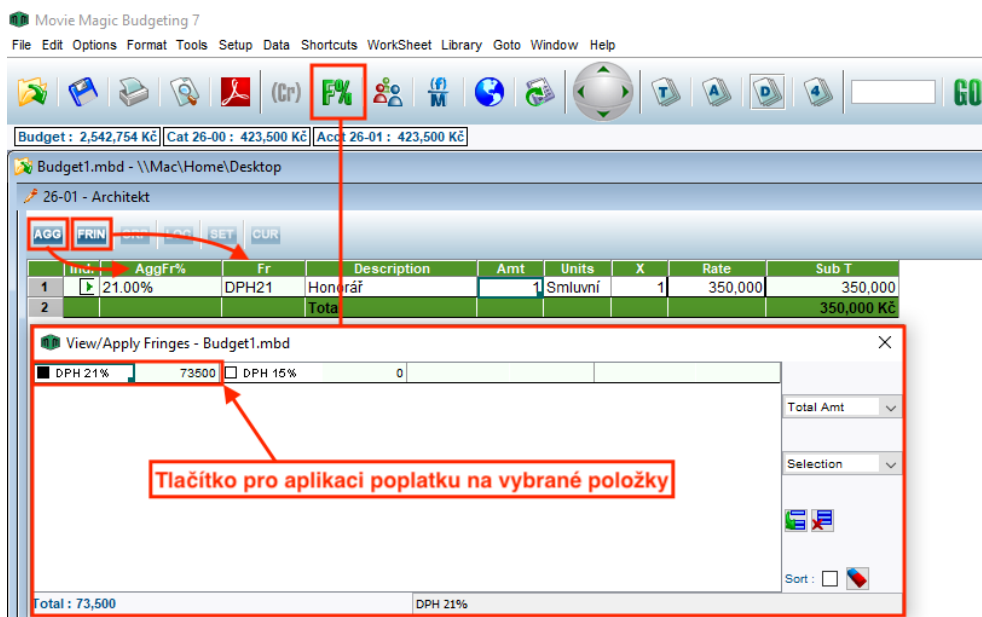 Movie Magic Budgeting 7
File Edit Options Format Tools Setup Data Shortcuts WorkSheet Library Goto Window Help
(Cr) F% (f) M T A D 4 GO
Budget : 2,542,754 Kč Cat 26-00 : 423,500 Kč Acct 26-01 : 423,500 Kč
Budget1.mbd - \\Mac\Home\Desktop
26-01 - Architekt
AGG FRIN GRP LOC SET CUR
Ind. AggFr% Fr Description Amt Units X Rate Sub T
1 21.00% DPH21 Honorář 1 Smluvní 1 350,000 350,000
2 Total 350,000 Kč
View/Apply Fringes - Budget1.mbd
DPH 21% 73500 DPH 15% 0
Total Amt
Selection
Tlačítko pro aplikaci poplatku na vybrané položky
Sort :
Total : 73,500 DPH 21%